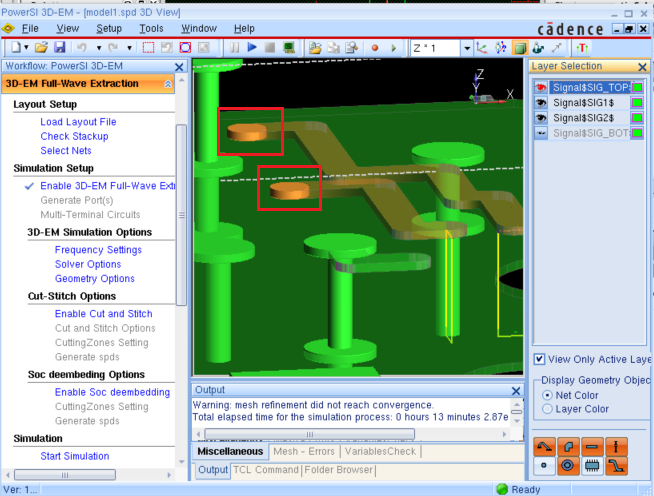 PowerSI 3D-EM - [model1.spd 3D View]
File View Setup Tools Window Help
cādence
Z * 1
Workflow: PowerSI 3D-EM
3D-EM Full-Wave Extraction
Layout Setup
Load Layout File
Check Stackup
Select Nets
Simulation Setup
Enable 3D-EM Full-Wave Extr
Generate Port(s)
Multi-Terminal Circuits
3D-EM Simulation Options
Frequency Settings
Solver Options
Geometry Options
Cut-Stitch Options
Enable Cut and Stitch
Cut and Stitch Options
CuttingZones Setting
Generate spds
Soc deembeding Options
Enable Soc deembedding
CuttingZones Setting
Generate spds
Simulation
Start Simulation
Z
Y
X
Output
Warning: mesh refinement did not reach convergence.
Total elapsed time for the simulation process: 0 hours 13 minutes 2.87e
Miscellaneous Mesh - Errors VariablesCheck
Output TCL Command Folder Browser
Layer Selection
Signal$SIG_TOP
Signal$SIG1$
Signal$SIG2$
Signal$SIG_BOT
View Only Active Laye
Display Geometry Objec
Net Color
Layer Color
Ver: 1...
Ready